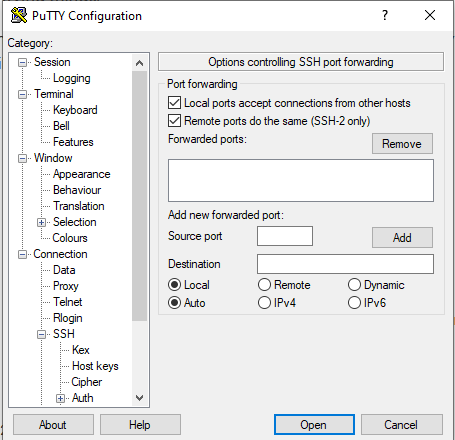 PuTTY Configuration
?
Category:
Session
Logging
Terminal
Keyboard
Bell
Features
Window
Appearance
Behaviour
Translation
Selection
Colours
Connection
Data
Proxy
Telnet
Rlogin
SSH
Kex
Host keys
Cipher
Auth
Options controlling SSH port forwarding
Port forwarding
Local ports accept connections from other hosts
Remote ports do the same (SSH-2 only)
Forwarded ports:
Remove
Add new forwarded port:
Source port
Add
Destination
Local Remote Dynamic
Auto IPv4 IPv6
About Help Open Cancel